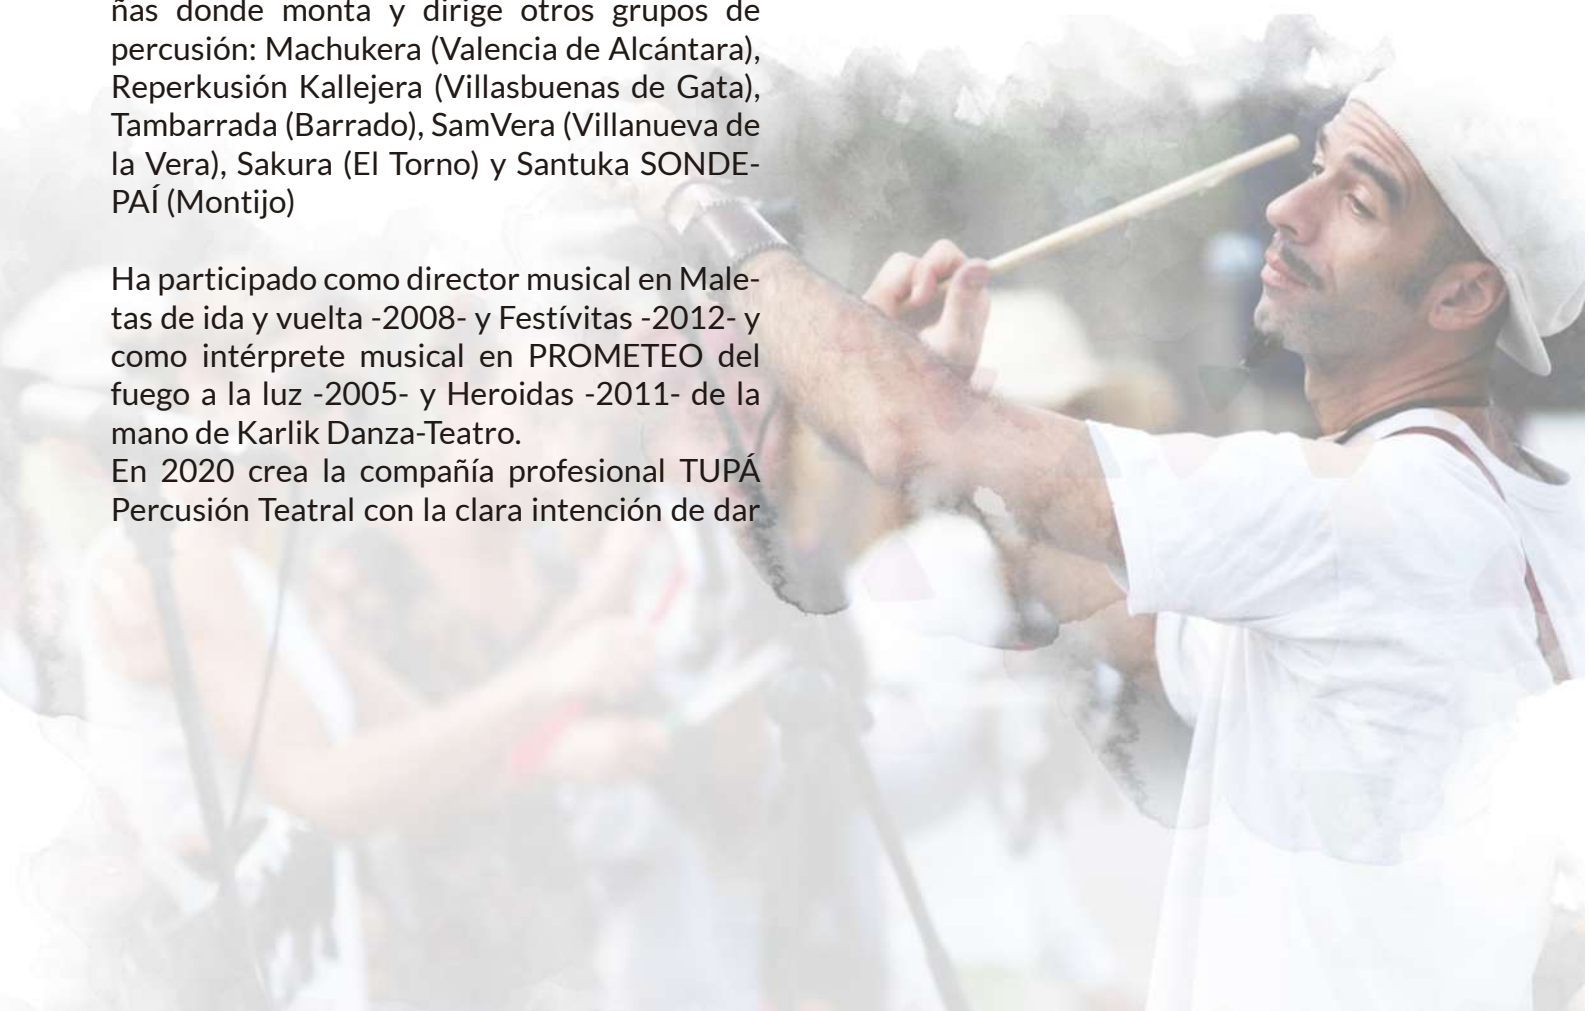 ñas donde monta y dirige otros grupos de
percusión: Machukera (Valencia de Alcántara),
Reperkusión Kallejera (Villasbuenas de Gata),
Tambarrada (Barrado), SamVera (Villanueva de
la Vera), Sakura (El Torno) y Santuka SONDE-
PAÍ (Montijo)
Ha participado como director musical en Male-
tas de ida y vuelta -2008- y Festívitas -2012- y
como intérprete musical en PROMETEO del
fuego a la luz -2005- y Heroidas -2011- de la
mano de Karlik Danza-Teatro.
En 2020 crea la compañía profesional TUPÁ
Percusión Teatral con la clara intención de dar